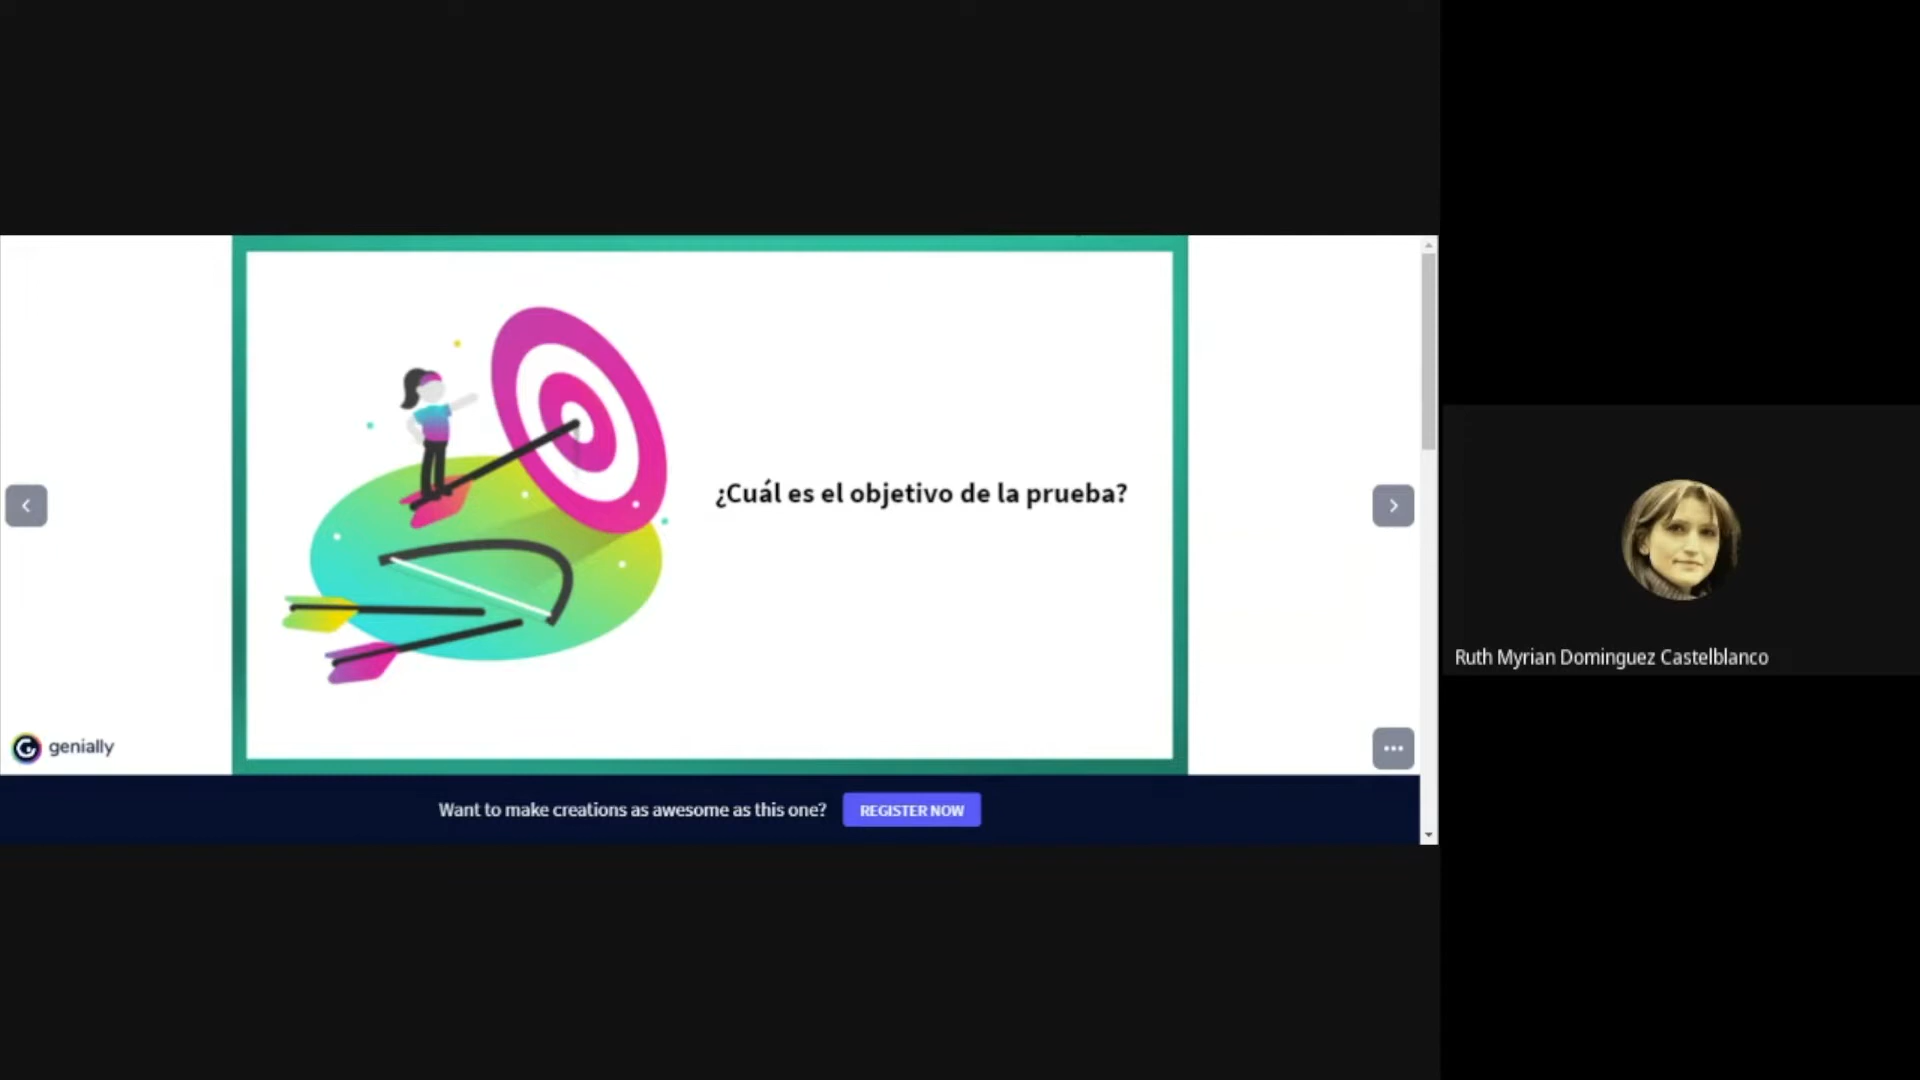 ¿Cuál es el objetivo de la prueba?
genially
Want to make creations as awesome as this one?
REGISTER NOW
Ruth Myrian Dominguez Castelblanco